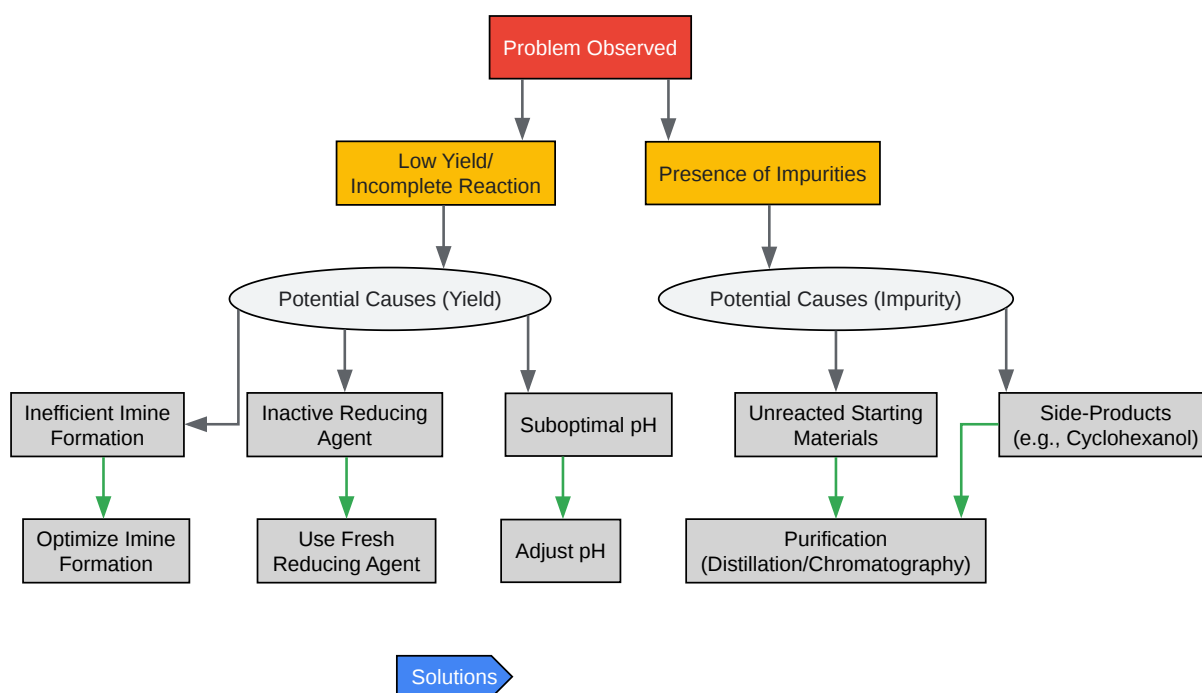 Problem Observed
Low Yield/
Incomplete Reaction
Presence of Impurities
Potential Causes (Yield)
Potential Causes (Impurity)
Inefficient Imine
Formation
Inactive Reducing
Agent
Suboptimal pH
Unreacted Starting
Materials
Side-Products
(e.g., Cyclohexanol)
Optimize Imine
Formation
Use Fresh
Reducing Agent
Adjust pH
Purification
(Distillation/Chromatography)
Solutions